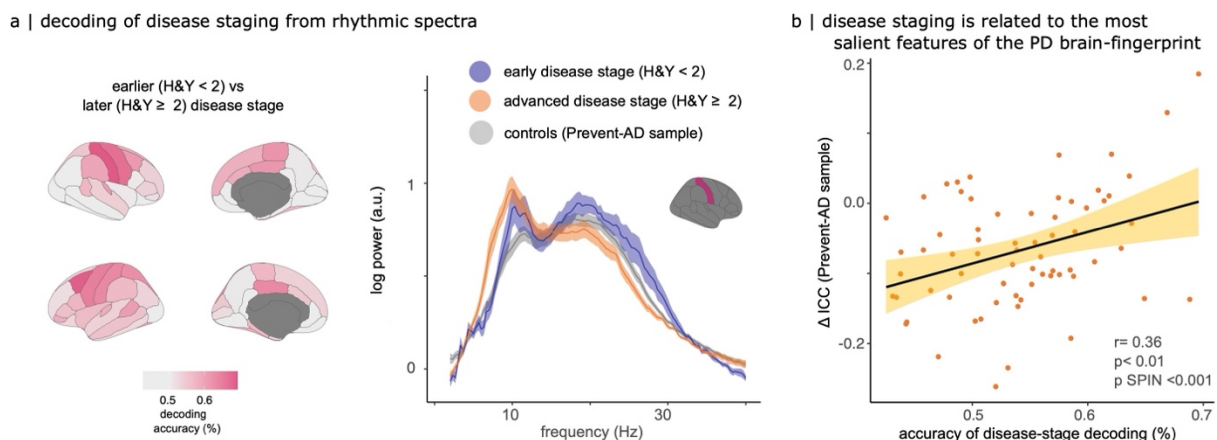 a | decoding of disease staging from rhythmic spectra
earlier (H&Y < 2) vs
later (H&Y ≥ 2) disease stage
0.5 0.6
decoding
accuracy (%)
early disease stage (H&Y < 2)
advanced disease stage (H&Y ≥ 2)
controls (Prevent-AD sample)
log power (a.u.)
1
0
10 30
frequency (Hz)
b | disease staging is related to the most
salient features of the PD brain-fingerprint
Δ ICC (Prevent-AD sample)
0.2
0.0
-0.2
r= 0.36
p< 0.01
p SPIN <0.001
0.5 0.6 0.7
accuracy of disease-stage decoding (%)